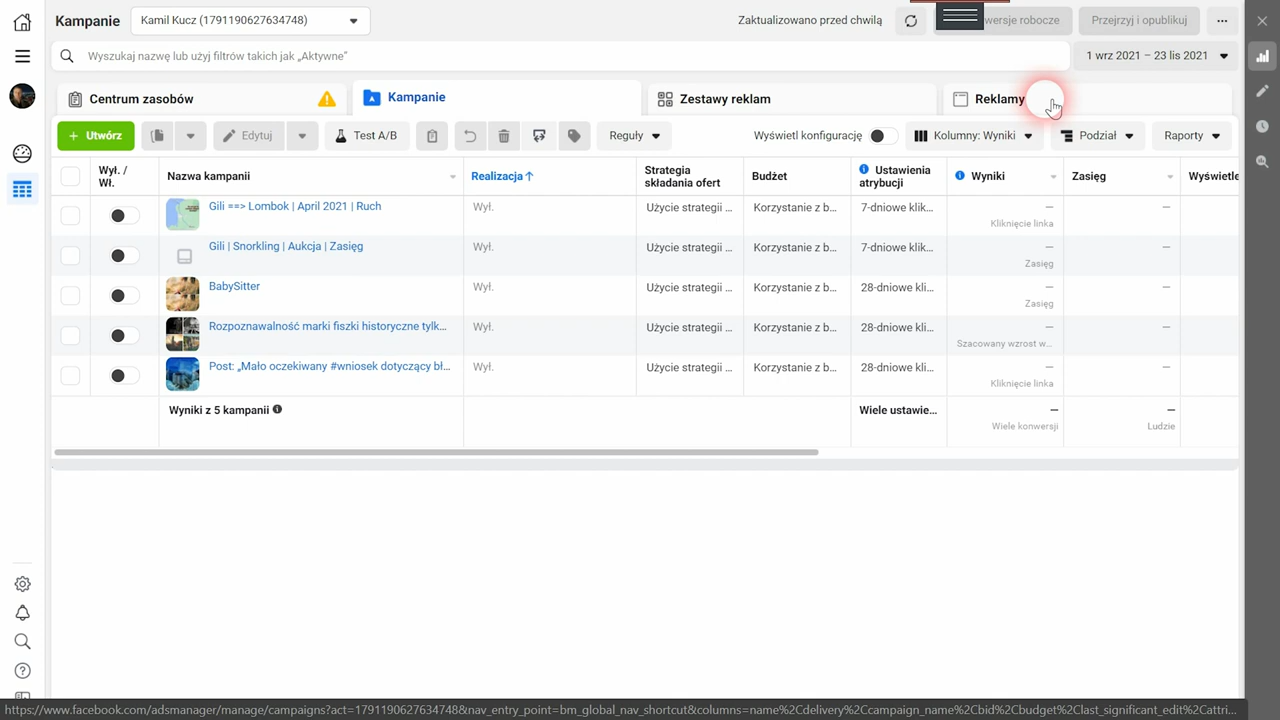 Kampanie
Kamil Kucz (1791190627634748)
Zaktualizowano przed chwilą
wersje robocze
Przejrzyj i opublikuj
Wyszukaj nazwę lub użyj filtrów takich jak „Aktywne”
1 wrz 2021 – 23 lis 2021
Centrum zasobów
Kampanie
Zestawy reklam
Reklamy
+ Utwórz
Edytuj
Test A/B
Reguły
Wyświetl konfigurację
Kolumny: Wyniki
Podział
Raporty
Wył. / Wł.
Nazwa kampanii
Realizacja↑
Strategia składania ofert
Budżet
Ustawienia atrybucji
Wyniki
Zasięg
Wyświetle
Gili ==> Lombok | April 2021 | Ruch
Wył.
Użycie strategii ...
Korzystanie z b...
7-dniowe klik...
—
Kliknięcie linka
—
Gili | Snorkling | Aukcja | Zasięg
Wył.
Użycie strategii ...
Korzystanie z b...
7-dniowe klik...
—
Zasięg
—
BabySitter
Wył.
Użycie strategii ...
Korzystanie z b...
28-dniowe kli...
—
Zasięg
—
Rozpoznawalność marki fiszki historyczne tylk...
Wył.
Użycie strategii ...
Korzystanie z b...
28-dniowe kli...
—
Szacowany wzrost w...
—
Post: „Mało oczekiwany #wniosek dotyczący bł...
Wył.
Użycie strategii ...
Korzystanie z b...
28-dniowe kli...
—
Kliknięcie linka
—
Wyniki z 5 kampanii
Wiele ustawie...
—
Wiele konwersji
—
Ludzie
https://www.facebook.com/adsmanager/manage/campaigns?act=1791190627634748&nav_entry_point=bm_global_nav_shortcut&columns=name%2Cdelivery%2Ccampaign_name%2Cbid%2Cbudget%2Clast_significant_edit%2Cattri...